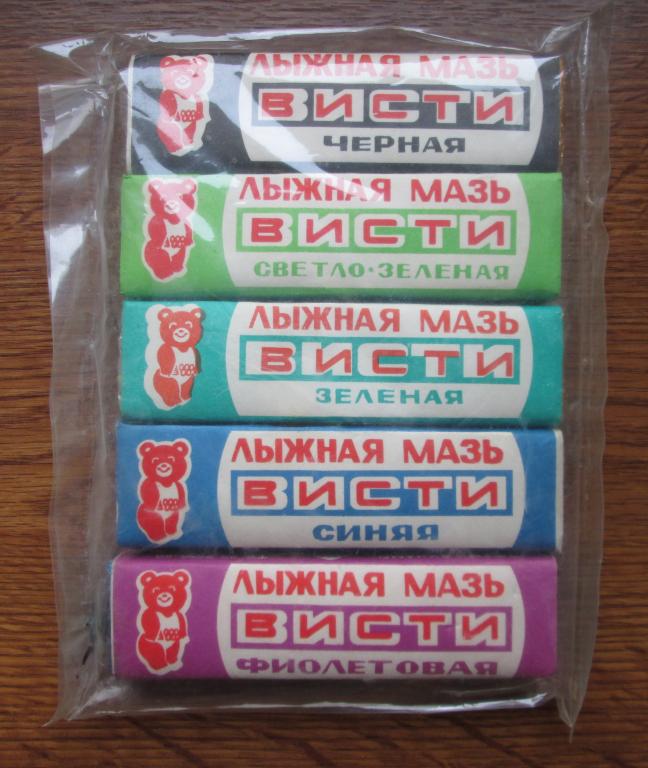 ЛЫЖНАЯ МАЗЬ
ВИСТИ
ЧЕРНАЯ
ЛЫЖНАЯ МАЗЬ
ВИСТИ
СВЕТЛО-ЗЕЛЕНАЯ
ЛЫЖНАЯ МАЗЬ
ВИСТИ
ЗЕЛЕНАЯ
ЛЫЖНАЯ МАЗЬ
ВИСТИ
СИНЯЯ
ЛЫЖНАЯ МАЗЬ
ВИСТИ
ФИОЛЕТОВАЯ